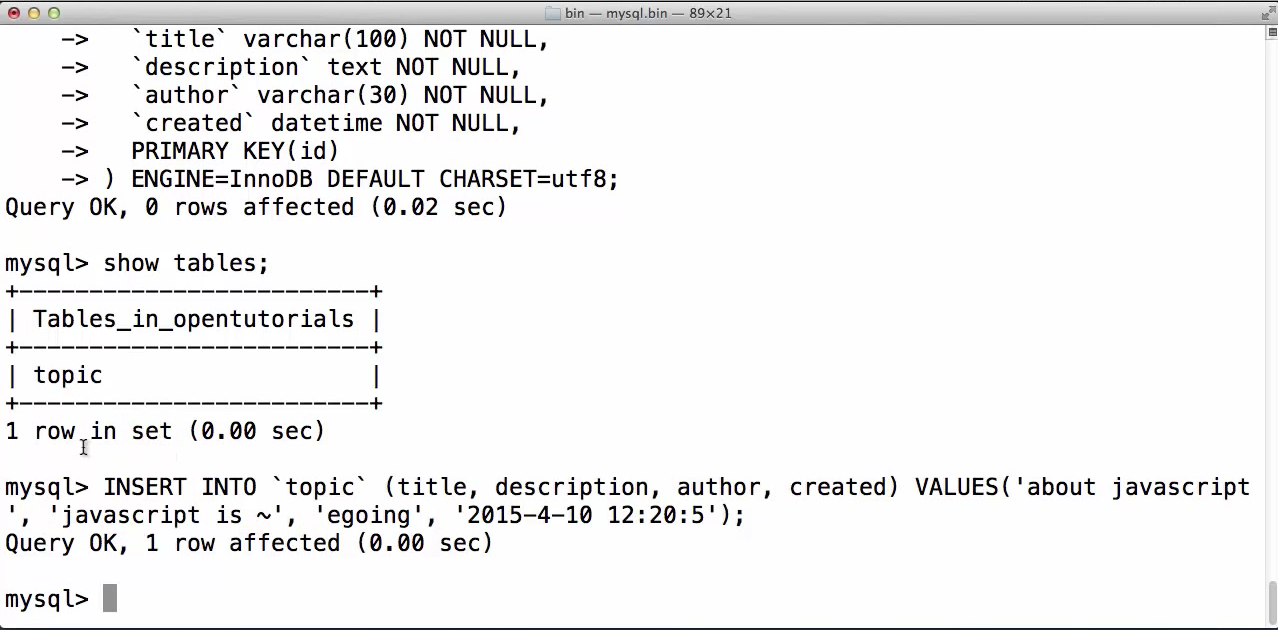 bin — mysql.bin — 89×21
    -> `title` varchar(100) NOT NULL,
    -> `description` text NOT NULL,
    -> `author` varchar(30) NOT NULL,
    -> `created` datetime NOT NULL,
    -> PRIMARY KEY(id)
    -> ) ENGINE=InnoDB DEFAULT CHARSET=utf8;
Query OK, 0 rows affected (0.02 sec)
mysql> show tables;
+-------------------------+
| Tables_in_opentutorials |
+-------------------------+
| topic                   |
+-------------------------+
1 row in set (0.00 sec)
mysql> INSERT INTO `topic` (title, description, author, created) VALUES('about javascript
', 'javascript is ~', 'egoing', '2015-4-10 12:20:5');
Query OK, 1 row affected (0.00 sec)
mysql>